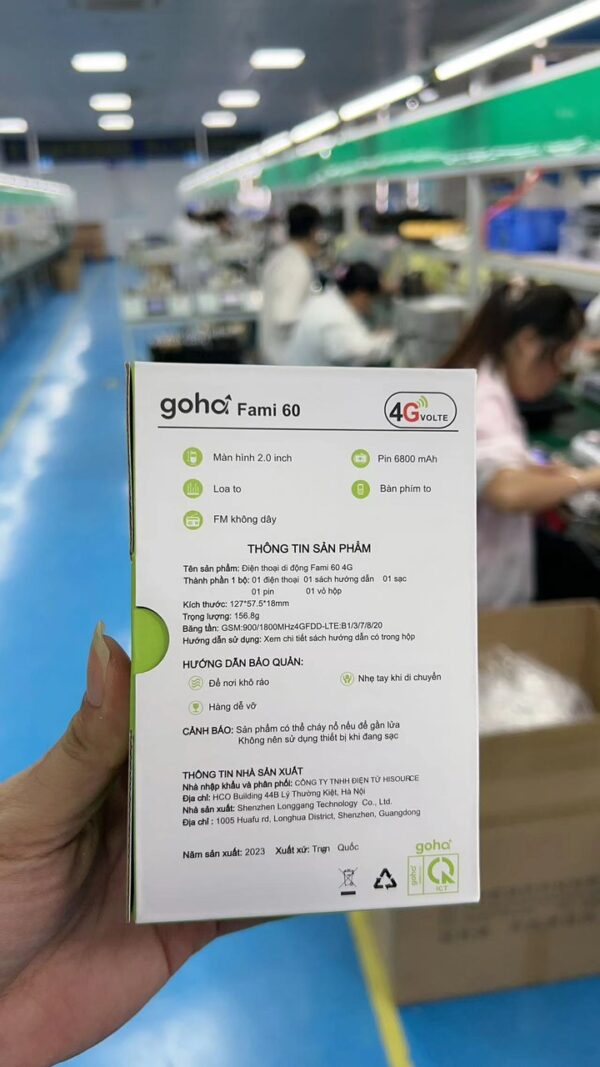 goha Fami 60
4G VOLTE
Màn hình 2.0 inch
Pin 6800 mAh
Loa to
Bàn phím to
FM không dây
THÔNG TIN SẢN PHẨM
Tên sản phẩm: Điện thoại di động Fami 60 4G
Thành phần 1 bộ: 01 điện thoại 01 sách hướng dẫn 01 sạc
01 pin 01 vỏ hộp
Kích thước: 127*57.5*18mm
Trọng lượng: 156.8g
Băng tần: GSM:900/1800MHz4GFDD-LTE:B1/3/7/8/20
Hướng dẫn sử dụng: Xem chi tiết sách hướng dẫn có trong hộp
HƯỚNG DẪN BẢO QUẢN:
Để nơi khô ráo
Nhẹ tay khi di chuyển
Hàng dễ vỡ
CẢNH BÁO: Sản phẩm có thể cháy nổ nếu để gần lửa
Không nên sử dụng thiết bị khi đang sạc
THÔNG TIN NHÀ SẢN XUẤT
Nhà nhập khẩu và phân phối: CÔNG TY TNHH ĐIỆN TỬ HISOURCE
Địa chỉ: HCO Building 44B Lý Thường Kiệt, Hà Nội
Nhà sản xuất: Shenzhen Longgang Technology Co., Ltd.
Địa chỉ : 1005 Huafu rd, Longhua District, Shenzhen, Guangdong
Năm sản xuất: 2023 Xuất xứ: Quốc
goha
goha
ICT